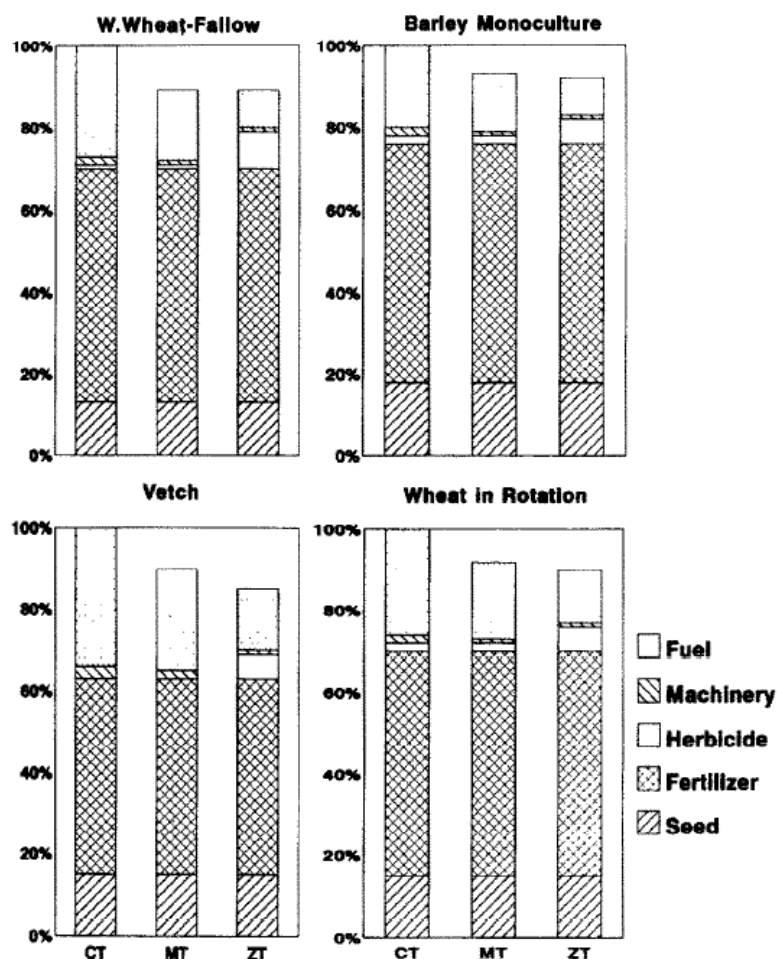 W.Wheat-Fallow
100%
80%
60%
40%
20%
0%
Barley Monoculture
100%
80%
60%
40%
20%
0%
Vetch
100%
80%
60%
40%
20%
0%
CT MT ZT
Wheat in Rotation
100%
80%
60%
40%
20%
0%
CT MT ZT
Fuel
Machinery
Herbicide
Fertilizer
Seed